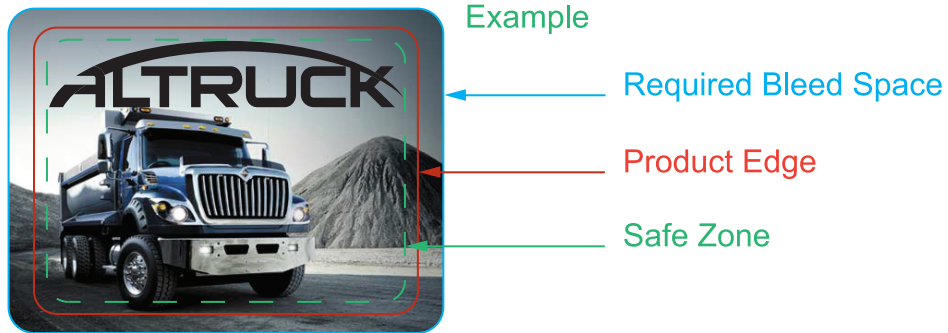 Example
ALTRUCK
Required Bleed Space
Product Edge
Safe Zone